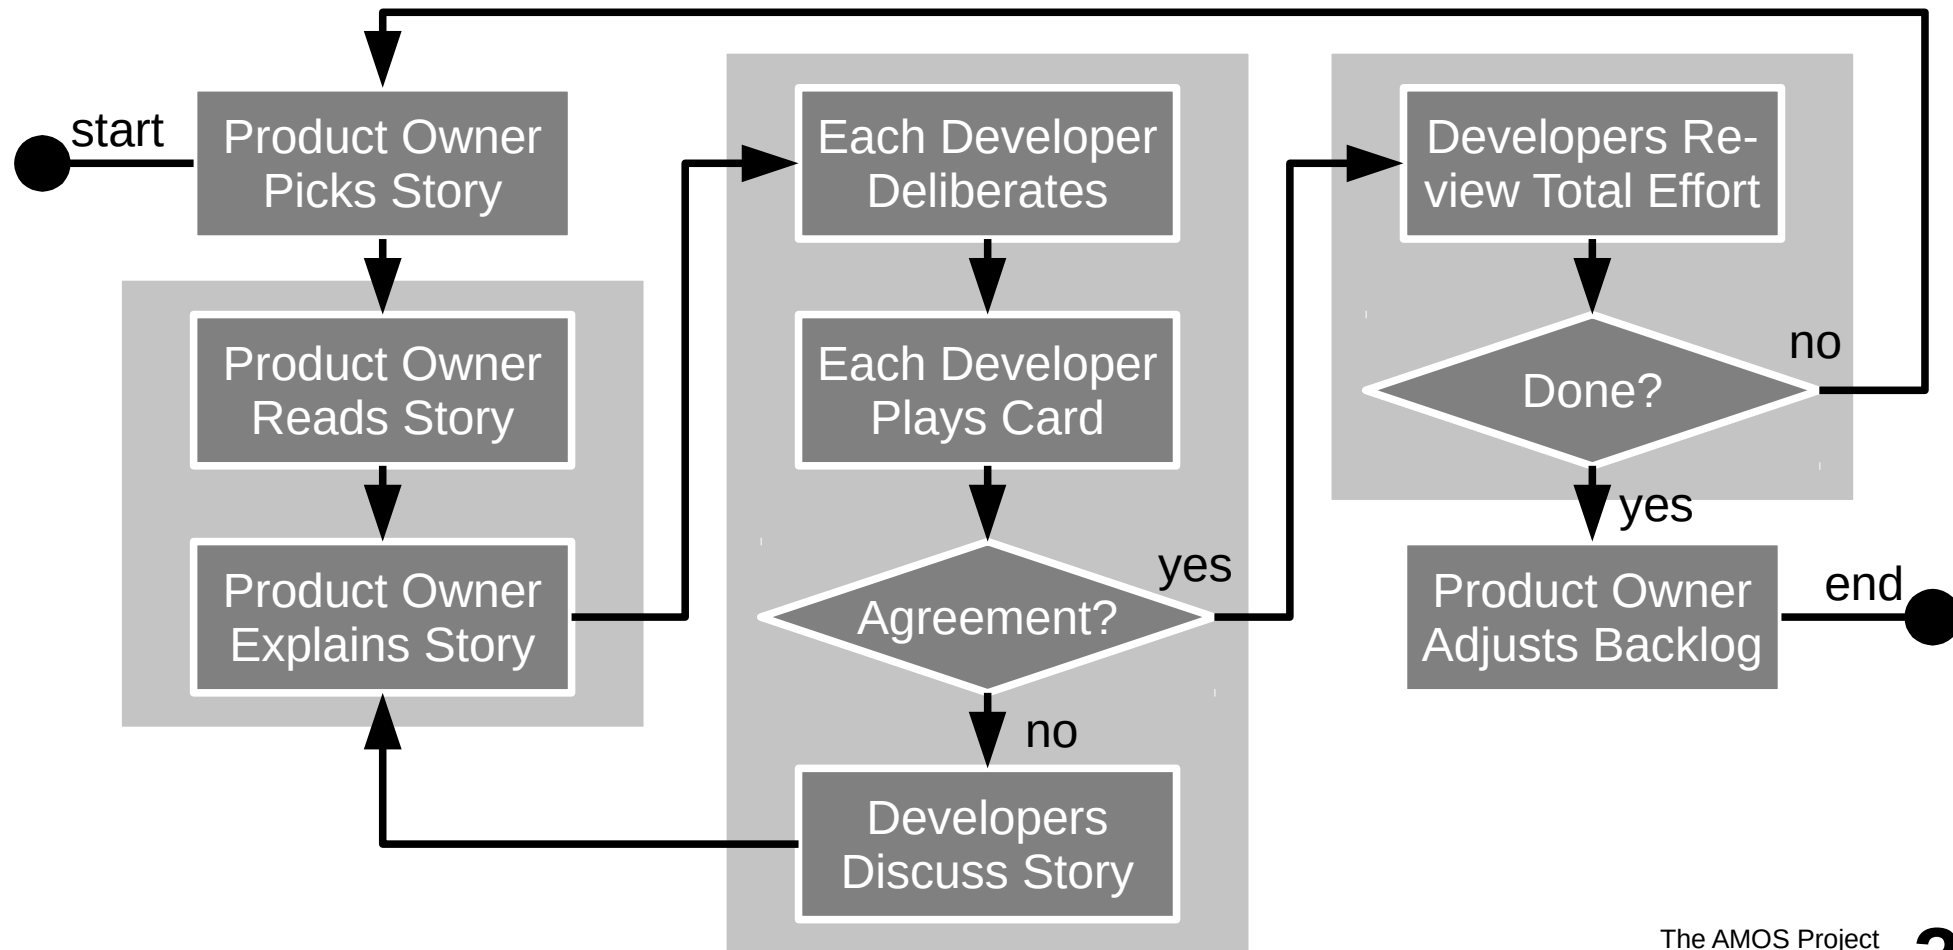 start
Product Owner
Picks Story
Product Owner
Reads Story
Product Owner
Explains Story
Each Developer
Deliberates
Each Developer
Plays Card
Agreement?
yes
no
Developers
Discuss Story
Developers Re-
view Total Effort
Done?
no
yes
Product Owner
Adjusts Backlog
end
The AMOS Project